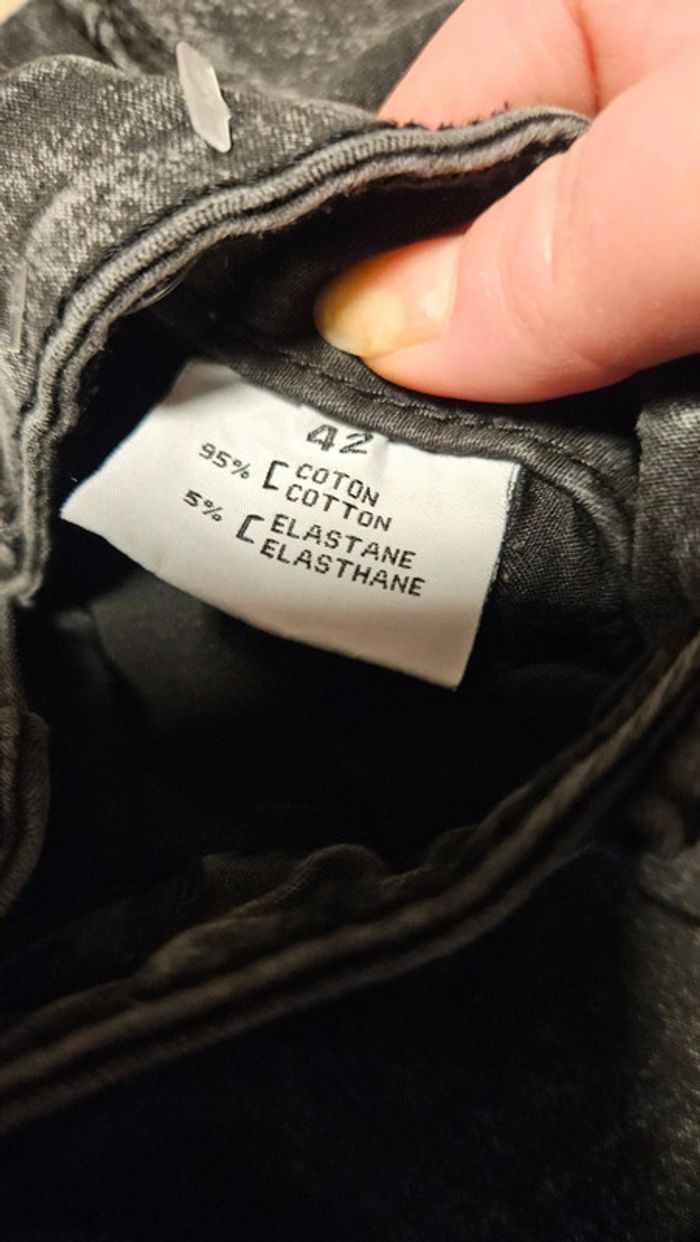 42
95% [ COTON
COTTON
5% [ ELASTANE
ELASTHANE